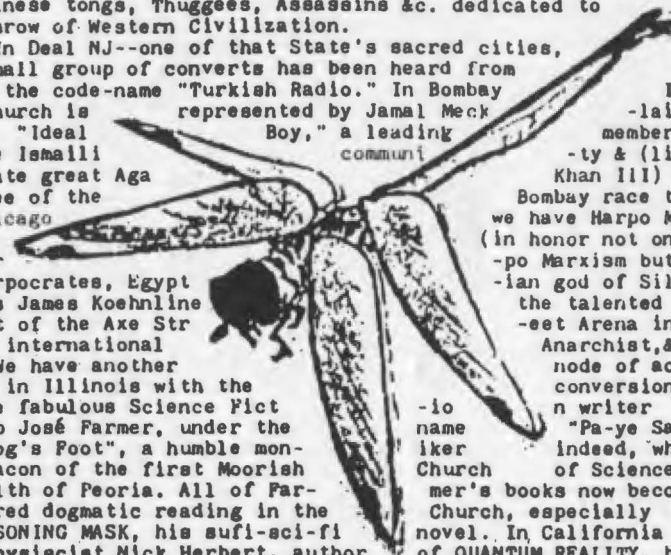 nese tongs, Thuggees, Assassins &c. dedicated to
hrow of Western Civilization.
In Deal NJ--one of that State's sacred cities,
mall group of converts has been heard from
the code-name "Turkish Radio." In Bombay
hurch is represented by Jamal Meck -lai
"Ideal Boy," a leading member
Ismaili communi -ty & (li
ate great Aga Khan III)
ee of the Bombay race t
icago we have Harpo
(in honor not on
-po Marxism but
rpocrates, Egypt -ian god of Sil
s James Koehnline the talented
t of the Axe Str -eet Arena in
international Anarchist,&
We have another node of ac
in Illinois with the conversion
e fabulous Science Fict -io n writer
o José Farmer, under the name "Pa-ye Sa
og's Foot", a humble mon- iker indeed, wh
acon of the first Moorish Church of Science
ith of Peoria. All of Far- mer's books now beco
red dogmatic reading in the Church, especially
SONING MASK, his sufi-sci-fi novel. In California
physicist Nick Herbert, author of QUANTUM REALITY